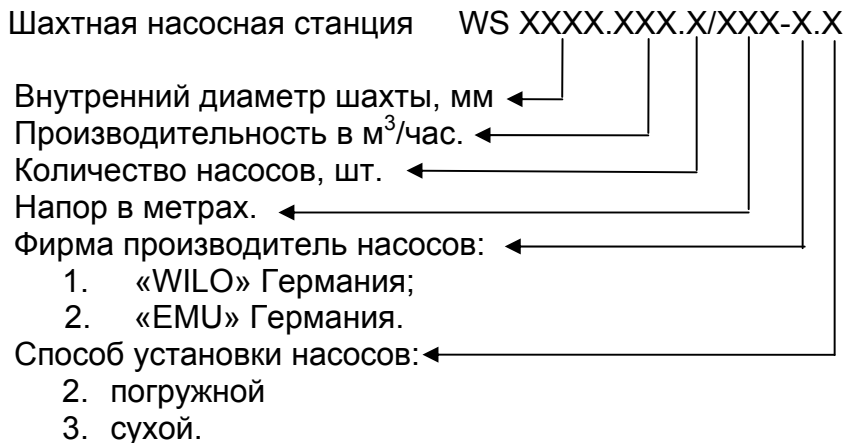 Шахтная насосная станция WS XXXX.XXX.X/XXX-X.X
Внутренний диаметр шахты, мм
Производительность в м³/час.
Количество насосов, шт.
Напор в метрах.
Фирма производитель насосов:
1. «WILO» Германия;
2. «EMU» Германия.
Способ установки насосов:
2. погружной
3. сухой.